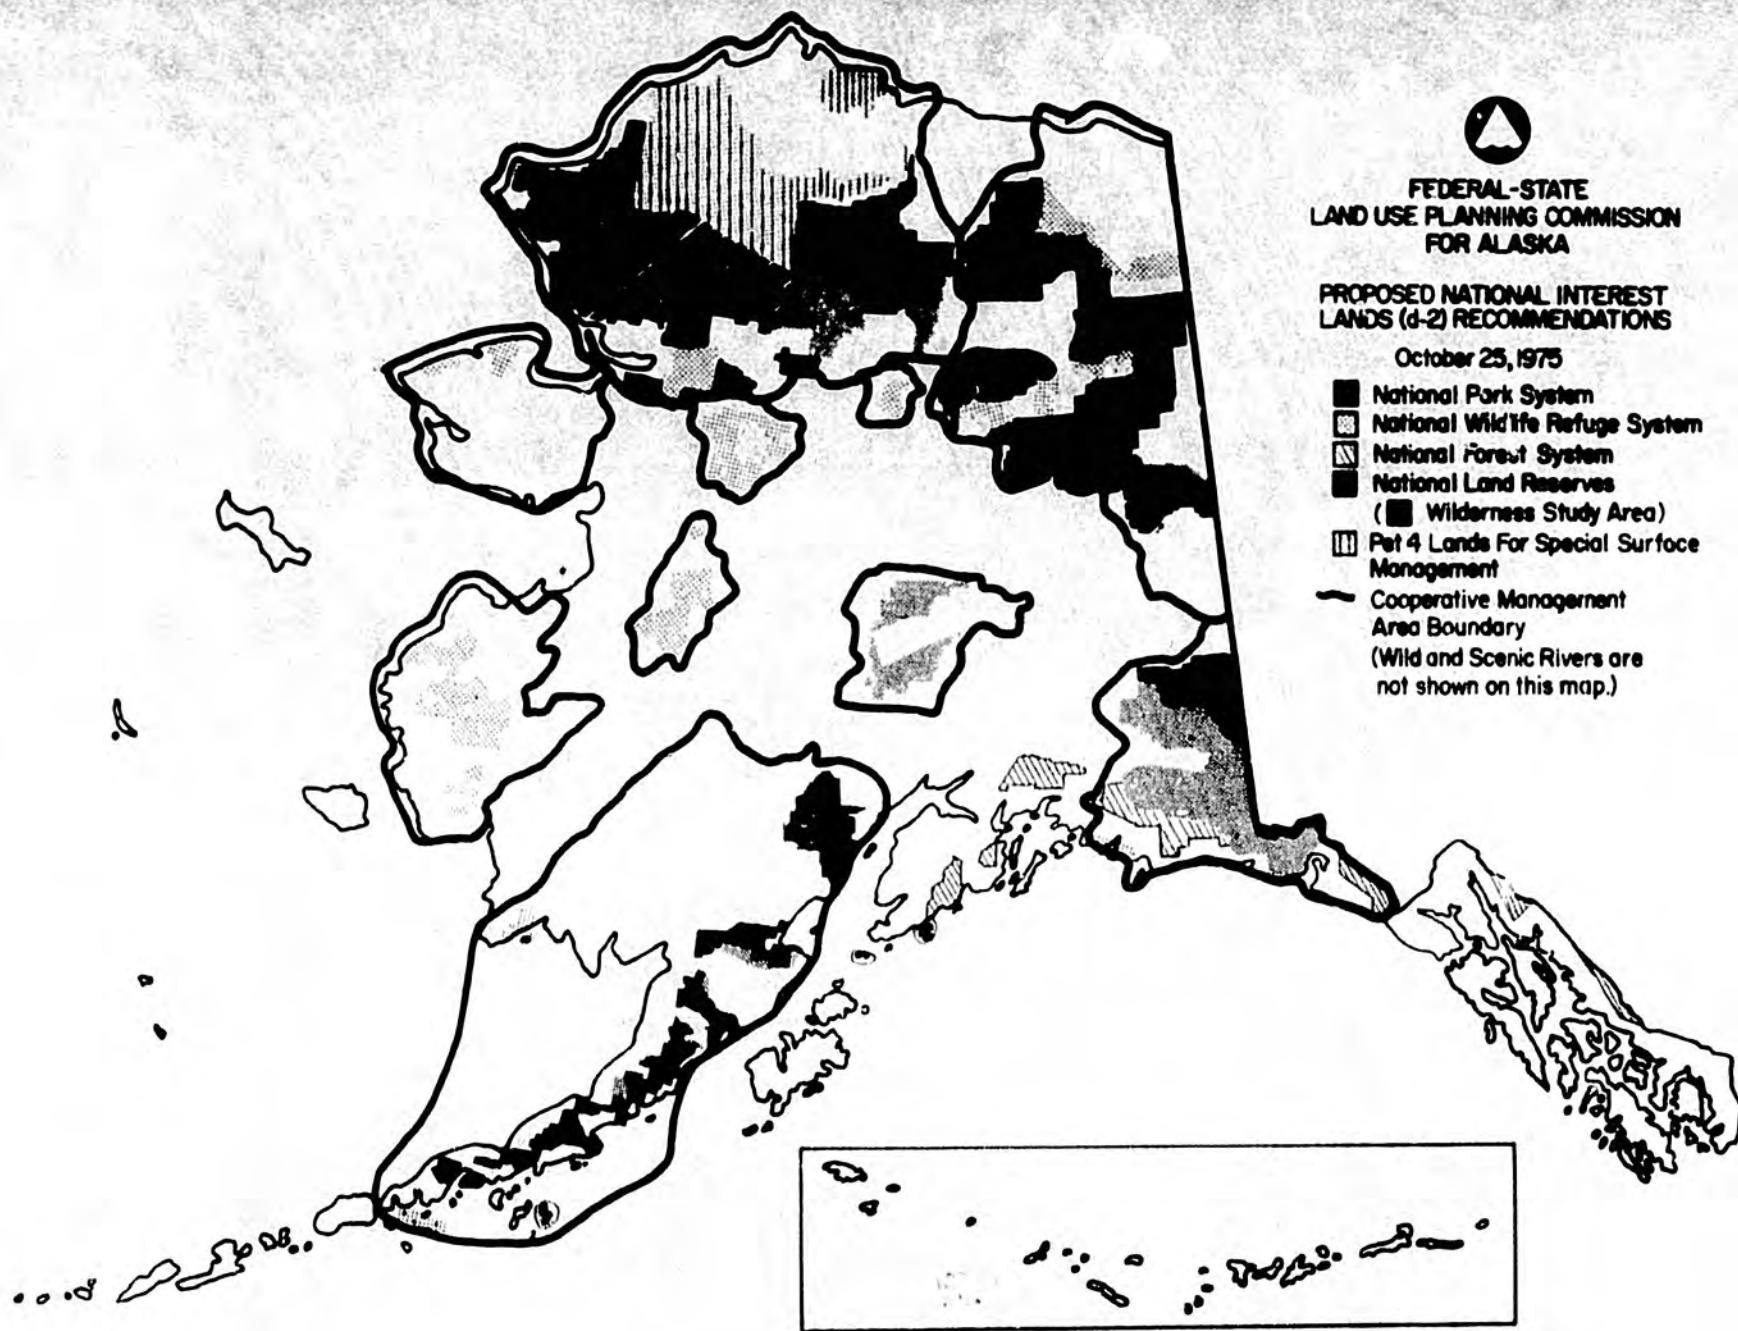 FEDERAL-STATE
LAND USE PLANNING COMMISSION
FOR ALASKA
PROPOSED NATIONAL INTEREST
LANDS (d-2) RECOMMENDATIONS
October 25, 1975
National Park System
National Wildlife Refuge System
National Forest System
National Land Reserves
( Wilderness Study Area)
Pet 4 Lands For Special Surface
Management
Cooperative Management
Area Boundary
(Wild and Scenic Rivers are
not shown on this map.)